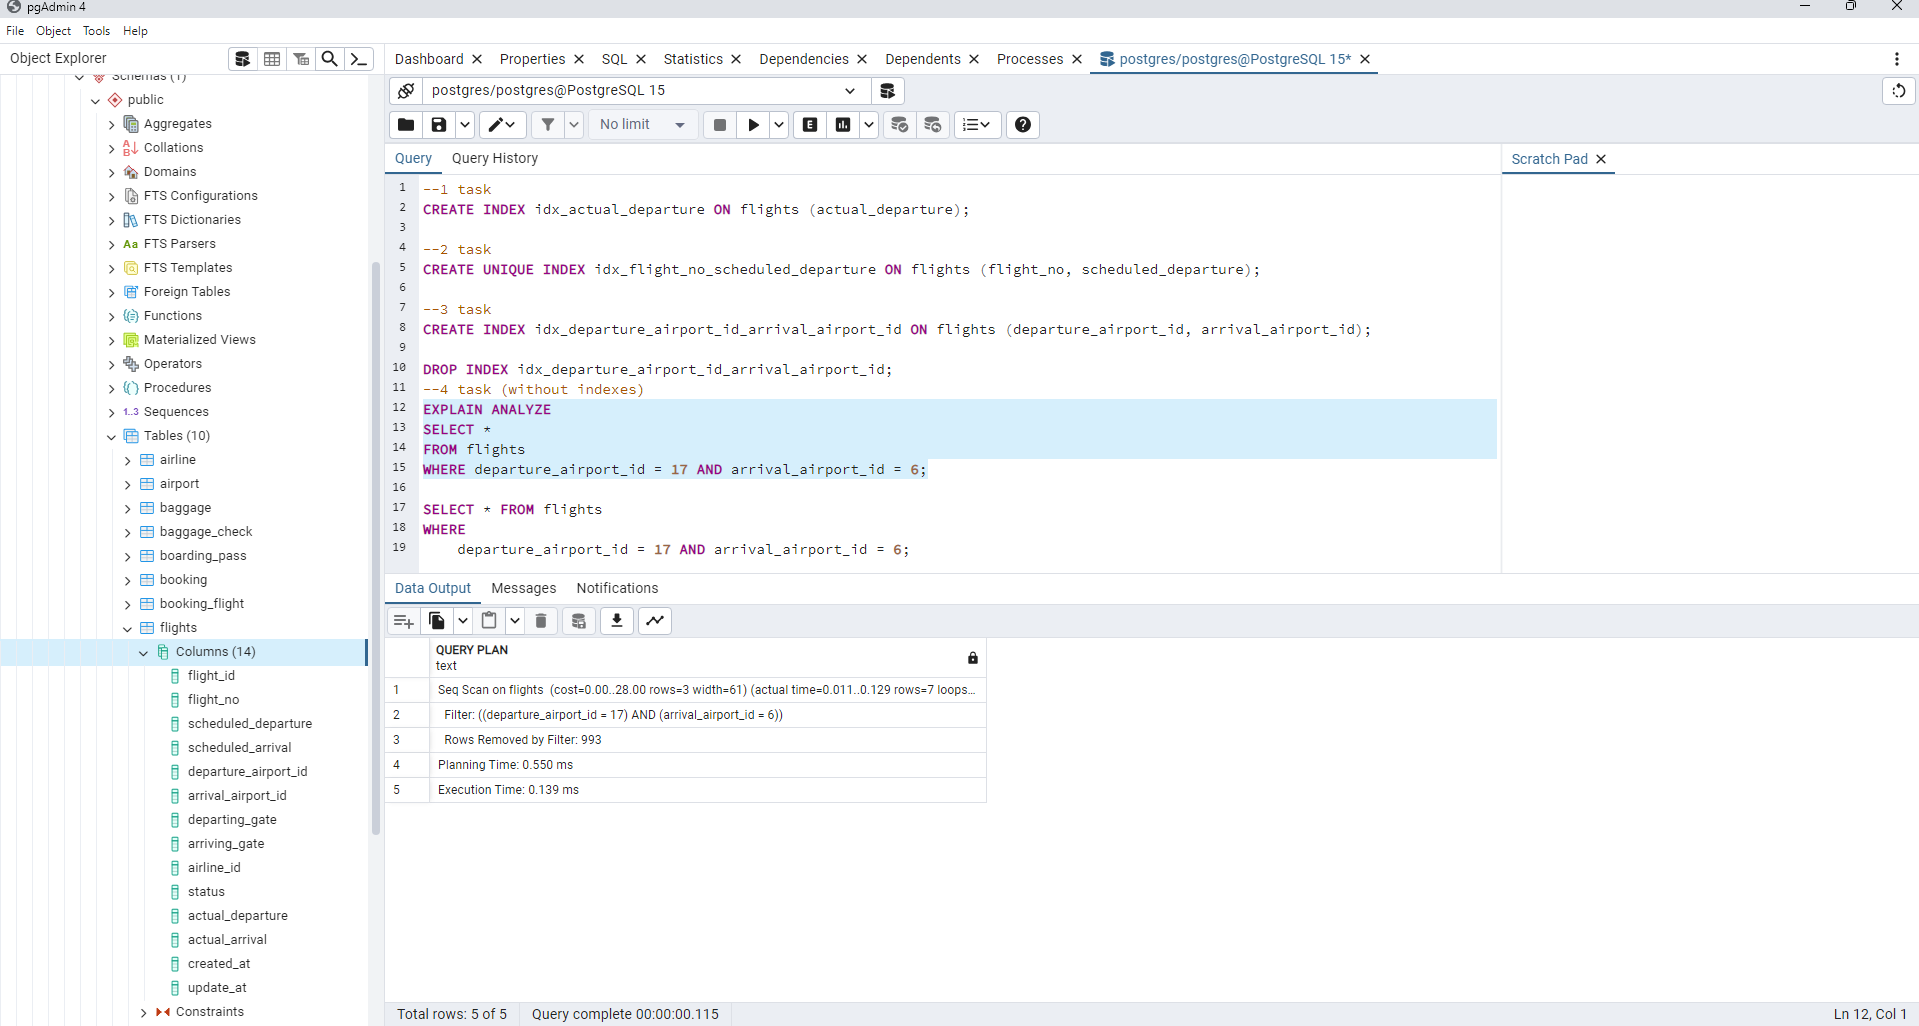 pgAdmin 4
File Object Tools Help
Object Explorer
Dashboard Properties SQL Statistics Dependencies Dependents Processes postgres/postgres@PostgreSQL 15*
Schemas (1)
public
Aggregates
Collations
Domains
FTS Configurations
FTS Dictionaries
Aa FTS Parsers
FTS Templates
Foreign Tables
Functions
Materialized Views
Operators
Procedures
1..3 Sequences
Tables (10)
airline
airport
baggage
baggage_check
boarding_pass
booking
booking_flight
flights
Columns (14)
flight_id
flight_no
scheduled_departure
scheduled_arrival
departure_airport_id
arrival_airport_id
departing_gate
arriving_gate
airline_id
status
actual_departure
actual_arrival
created_at
update_at
Constraints
postgres/postgres@PostgreSQL 15
No limit E
Query Query History
Scratch Pad
1 --1 task
2 CREATE INDEX idx_actual_departure ON flights (actual_departure);
3
4 --2 task
5 CREATE UNIQUE INDEX idx_flight_no_scheduled_departure ON flights (flight_no, scheduled_departure);
6
7 --3 task
8 CREATE INDEX idx_departure_airport_id_arrival_airport_id ON flights (departure_airport_id, arrival_airport_id);
9
10 DROP INDEX idx_departure_airport_id_arrival_airport_id;
11 --4 task (without indexes)
12 EXPLAIN ANALYZE
13 SELECT *
14 FROM flights
15 WHERE departure_airport_id = 17 AND arrival_airport_id = 6;
16
17 SELECT * FROM flights
18 WHERE
19 departure_airport_id = 17 AND arrival_airport_id = 6;
Data Output Messages Notifications
QUERY PLAN
text
1 Seq Scan on flights (cost=0.00..28.00 rows=3 width=61) (actual time=0.011..0.129 rows=7 loops...
2 Filter: ((departure_airport_id = 17) AND (arrival_airport_id = 6))
3 Rows Removed by Filter: 993
4 Planning Time: 0.550 ms
5 Execution Time: 0.139 ms
Total rows: 5 of 5 Query complete 00:00:00.115 Ln 12, Col 1